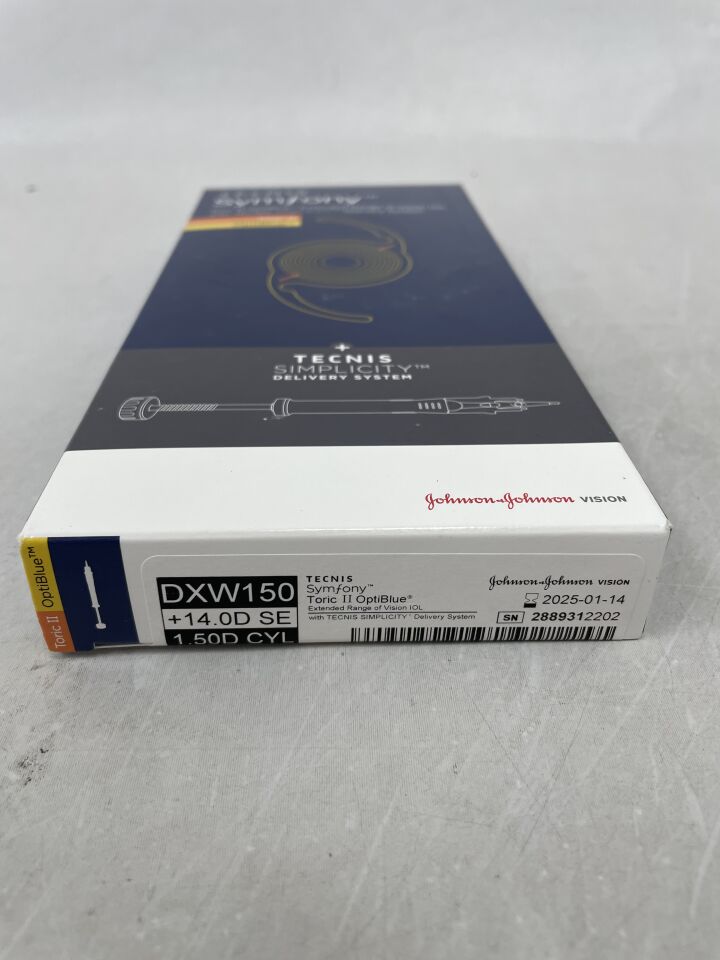 Symfony
+
TECNIS
SIMPLICITY™
DELIVERY SYSTEM
Johnson&Johnson VISION
Toric II OptiBlue™
DXW150
+14.0D SE
1.50D CYL
TECNIS
Symfony™
Toric II OptiBlue®
Extended Range of Vision IOL
with TECNIS SIMPLICITY™ Delivery System
Johnson&Johnson VISION
2025-01-14
SN 2889312202